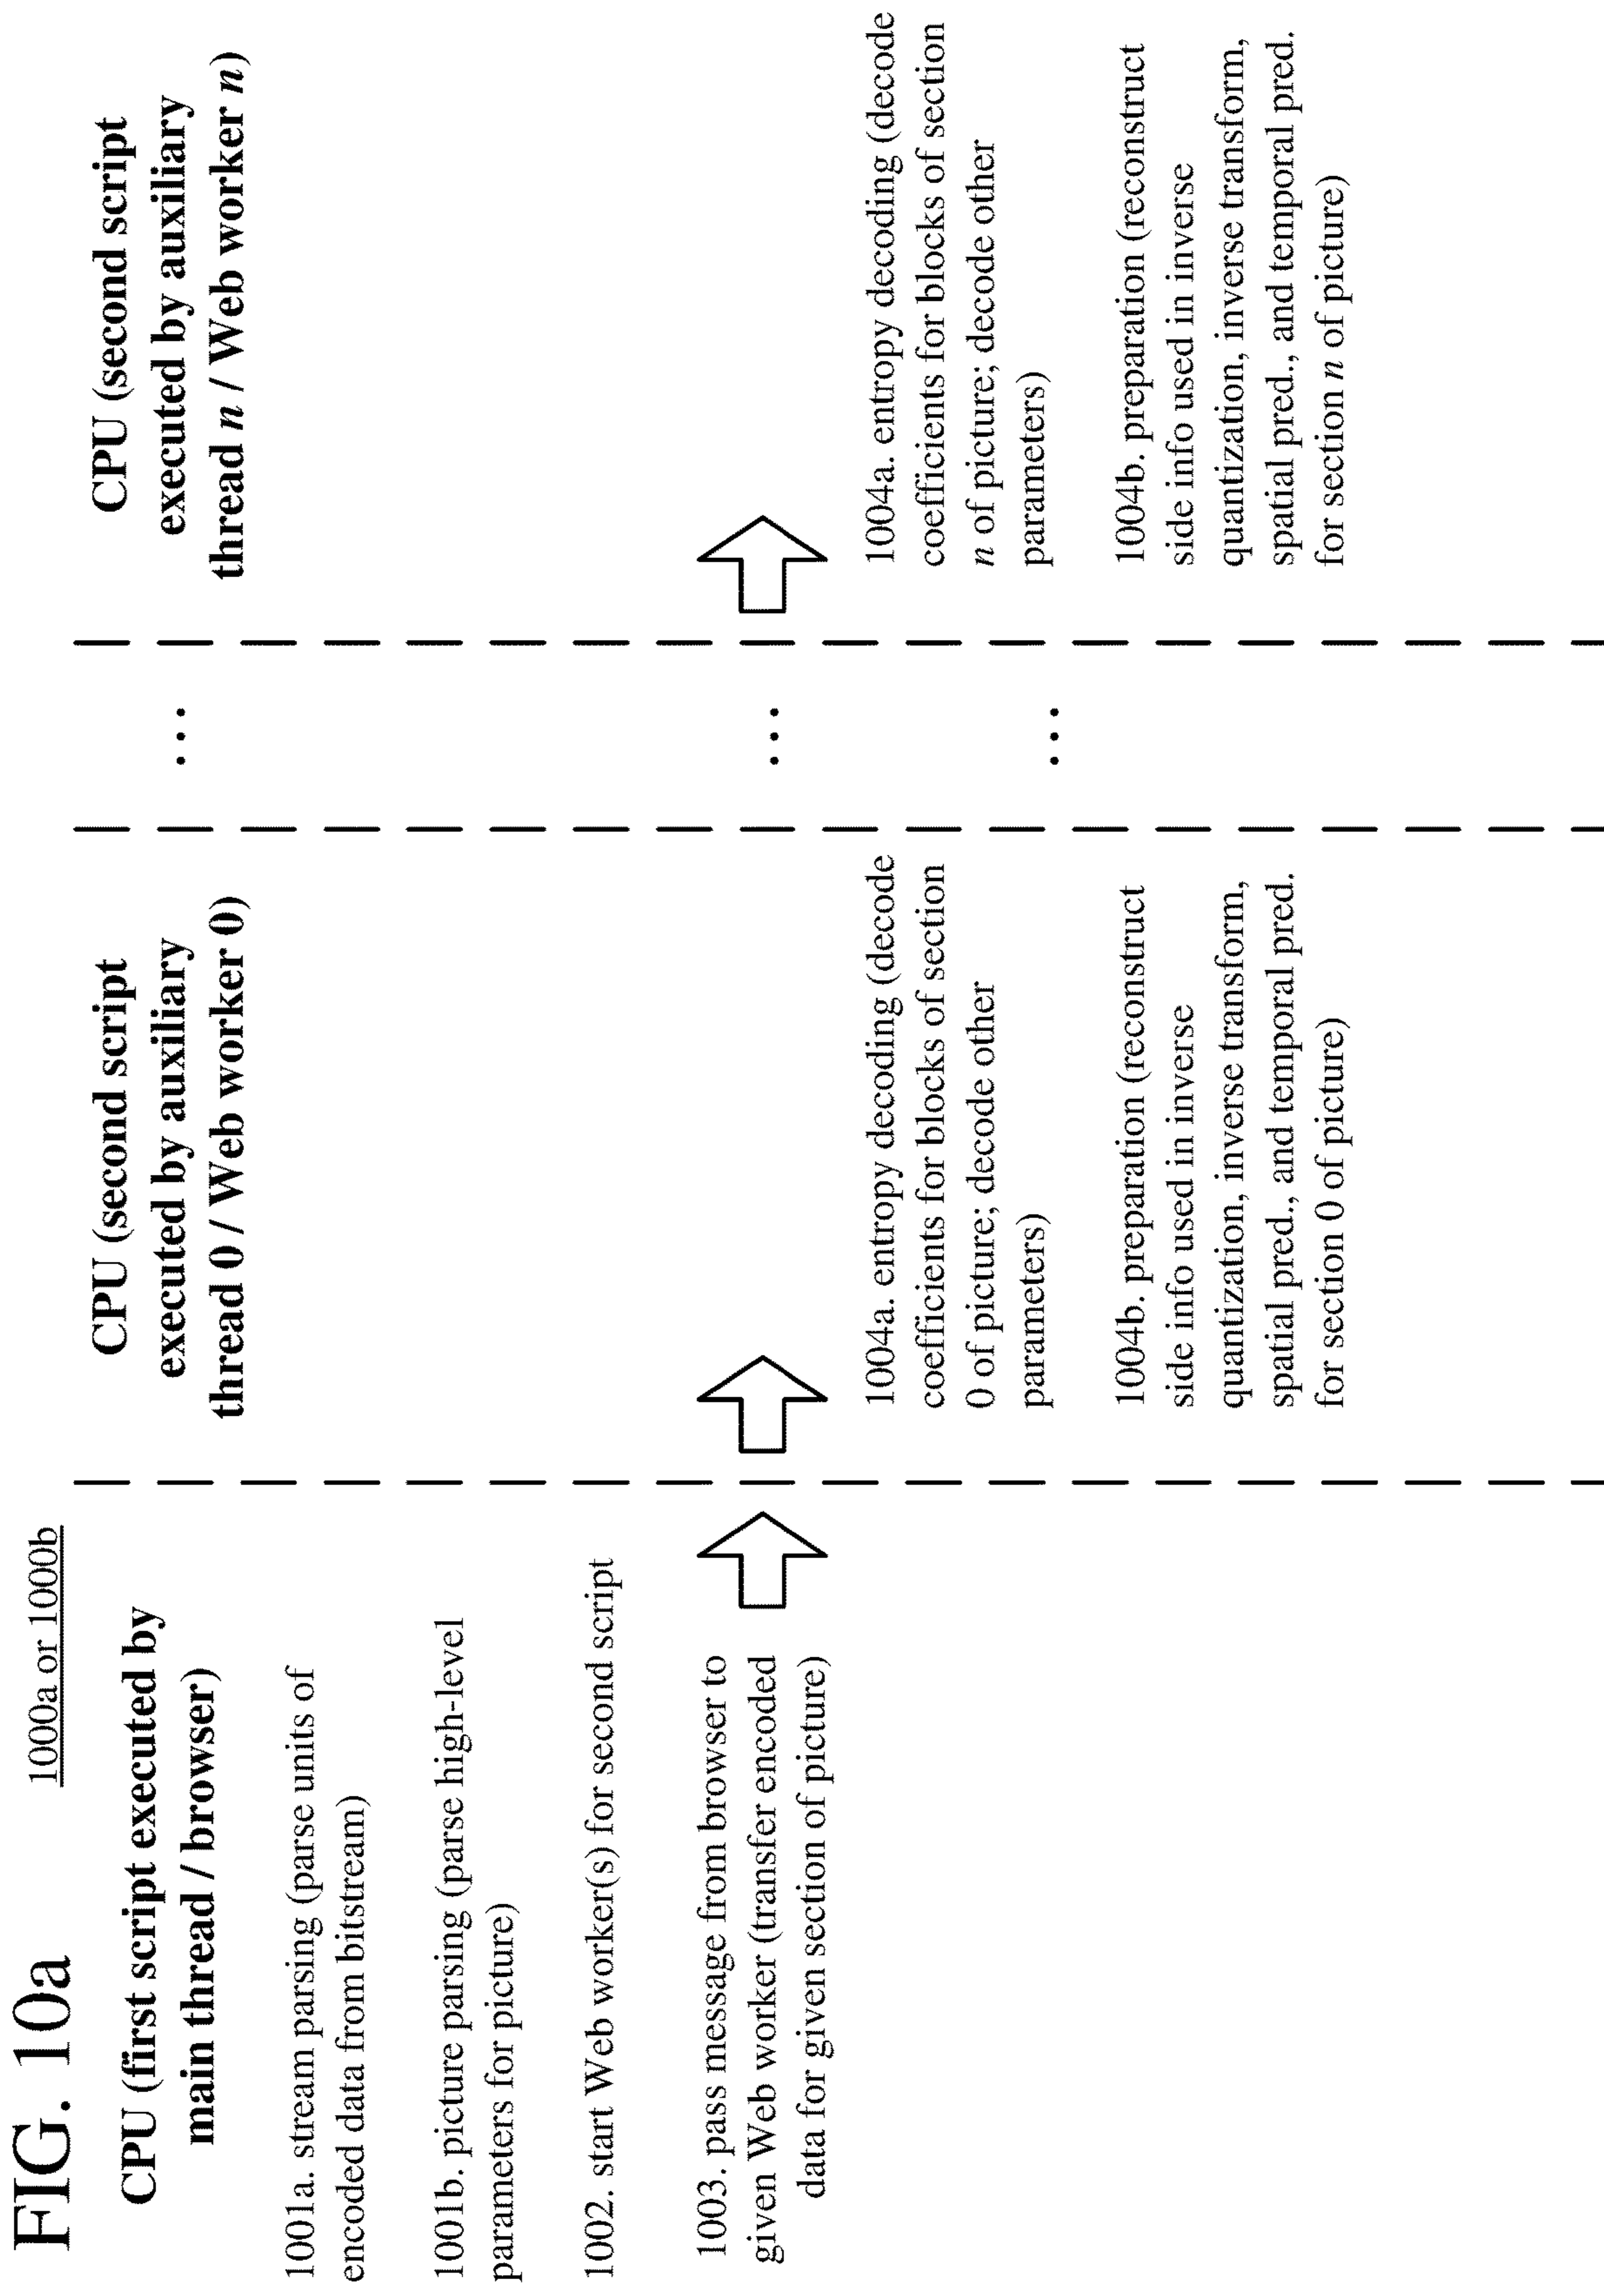 FIG. 10a
1000a or 1000b
CPU (first script executed by
main thread / browser)
1001a. stream parsing (parse units of
encoded data from bitstream)
1001b. picture parsing (parse high-level
parameters for picture)
1002. start Web worker(s) for second script
1003. pass message from browser to
given Web worker (transfer encoded
data for given section of picture)
CPU (second script
executed by auxiliary
thread 0 / Web worker 0)
1004a. entropy decoding (decode
coefficients for blocks of section
0 of picture; decode other
parameters)
1004b. preparation (reconstruct
side info used in inverse
quantization, inverse transform,
spatial pred., and temporal pred.
for section 0 of picture)
...
...
...
CPU (second script
executed by auxiliary
thread n / Web worker n)
1004a. entropy decoding (decode
coefficients for blocks of section
n of picture; decode other
parameters)
1004b. preparation (reconstruct
side info used in inverse
quantization, inverse transform,
spatial pred., and temporal pred.
for section n of picture)